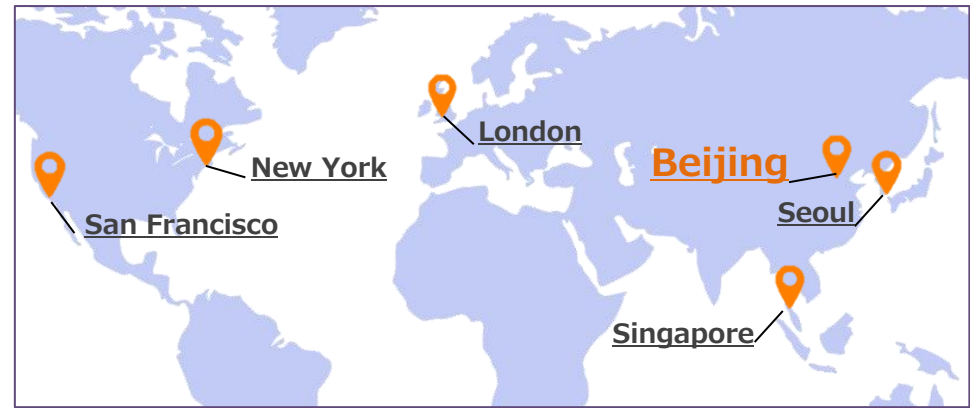 London
Beijing
New York
Seoul
San Francisco
Singapore